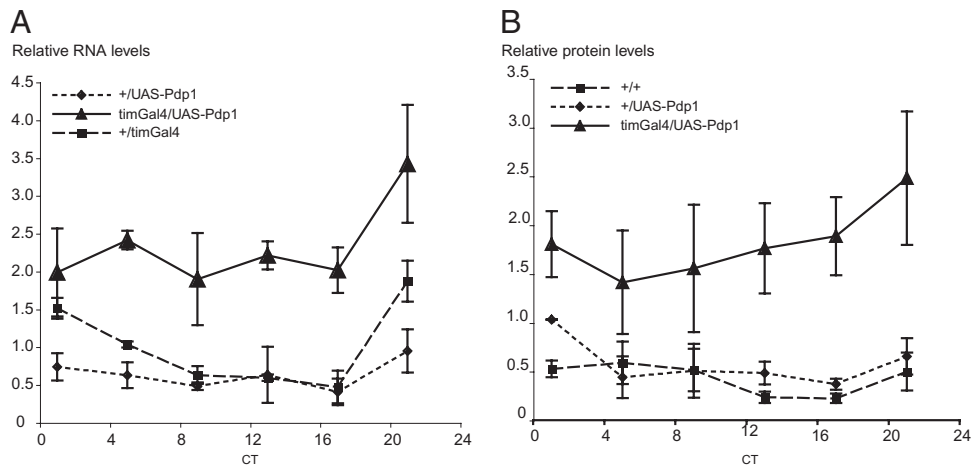 A
Relative RNA levels
4.5
4.0
3.5
3.0
2.5
2.0
1.5
1.0
0.5
0
+/UAS-Pdp1
timGal4/UAS-Pdp1
+/timGal4
0 4 8 12 16 20 24
CT
B
Relative protein levels
3.5
3.0
2.5
2.0
1.5
1.0
0.5
0
+/+
+/UAS-Pdp1
timGal4/UAS-Pdp1
0 4 8 12 16 20 24
CT